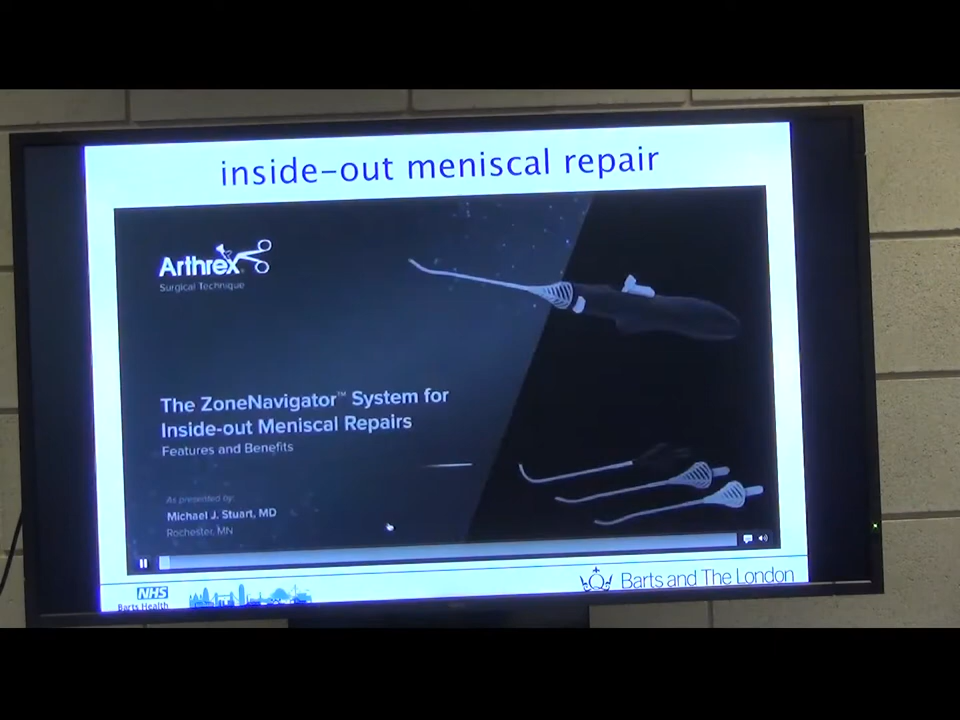 inside-out meniscal repair
Arthrex
Surgical Technique
The ZoneNavigator™ System for
Inside-out Meniscal Repairs
Features and Benefits
As presented by:
Michael J. Stuart, MD
Rochester, MN
NHS
Barts Health
Barts and The London